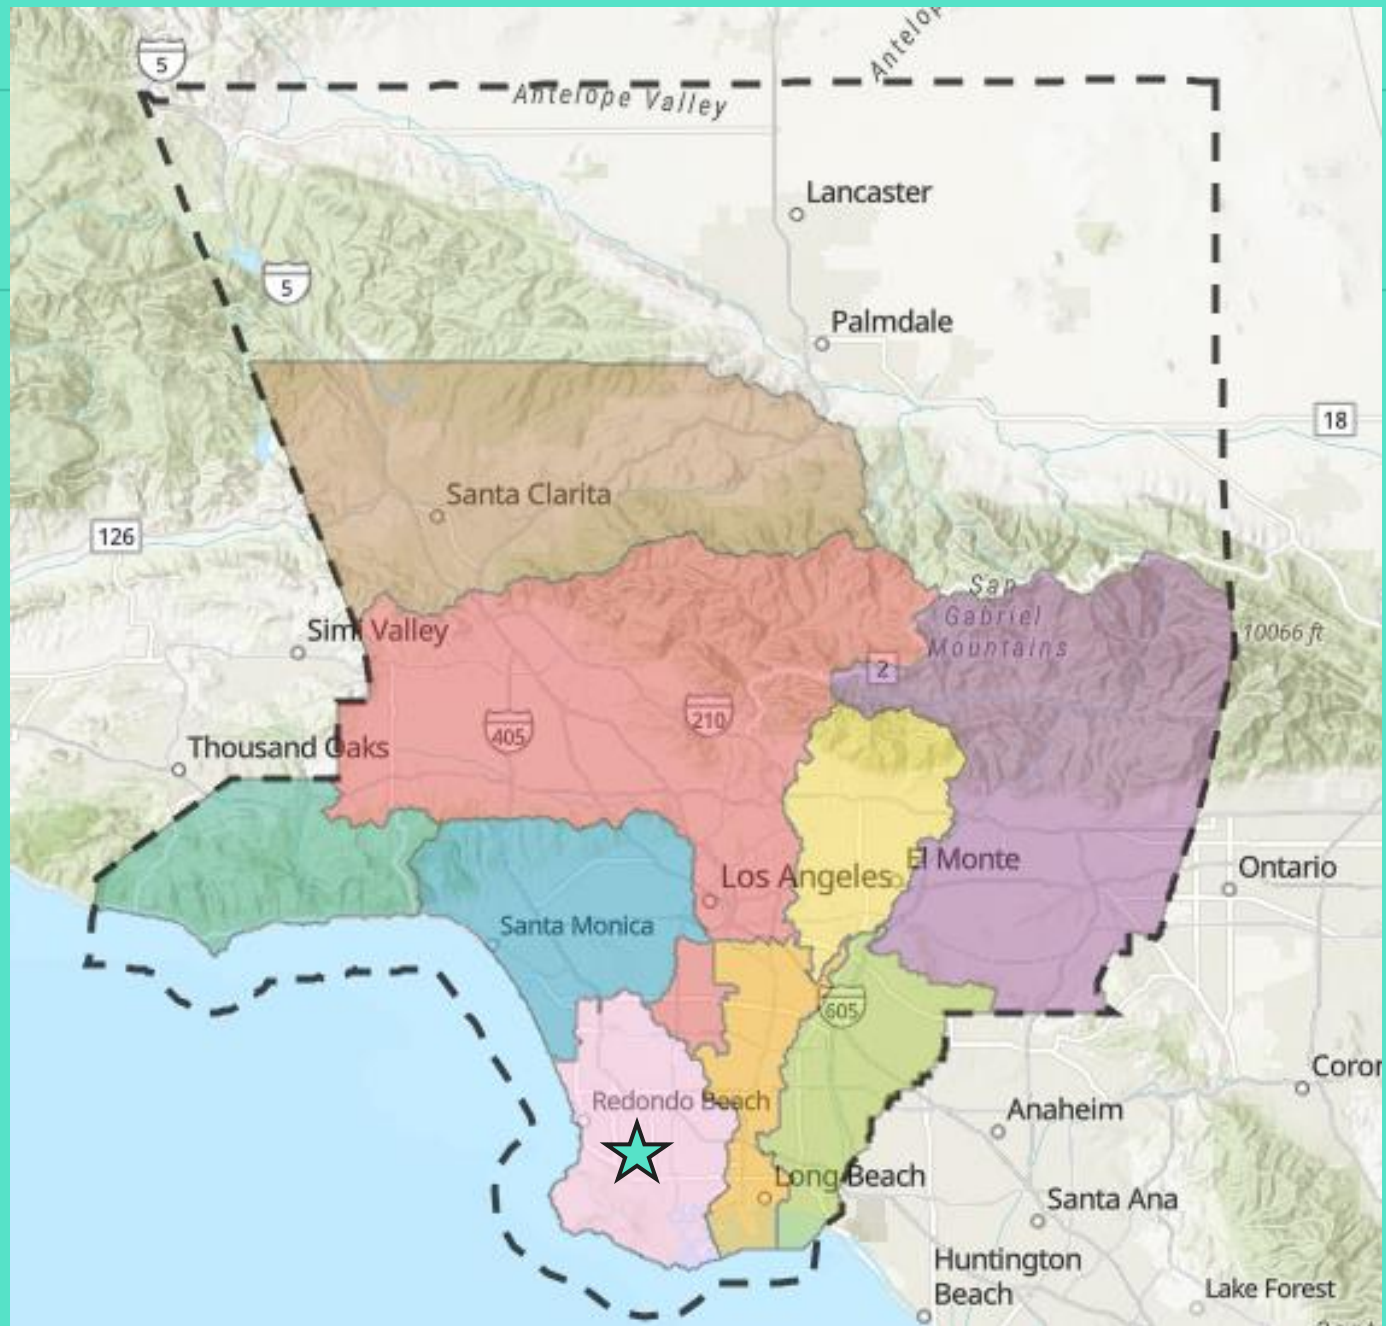 5
Antelope Valley
Lancaster
5
Palmdale
18
Santa Clarita
126
San
Gabriel
Mountains
Simi Valley
10066 ft
2
405
210
Thousand Oaks
El Monte
Ontario
Los Angeles
Santa Monica
605
Redondo Beach
Anaheim
Long Beach
Santa Ana
Huntington
Beach
Lake Forest